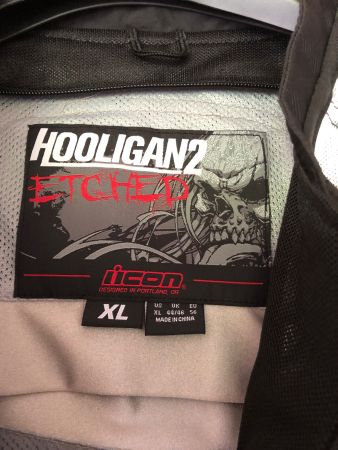 HOOLIGAN2
ETCHED
icon®
DESIGNED IN PORTLAND, OR
XL
US UK EU
XL 44/46 56
MADE IN CHINA